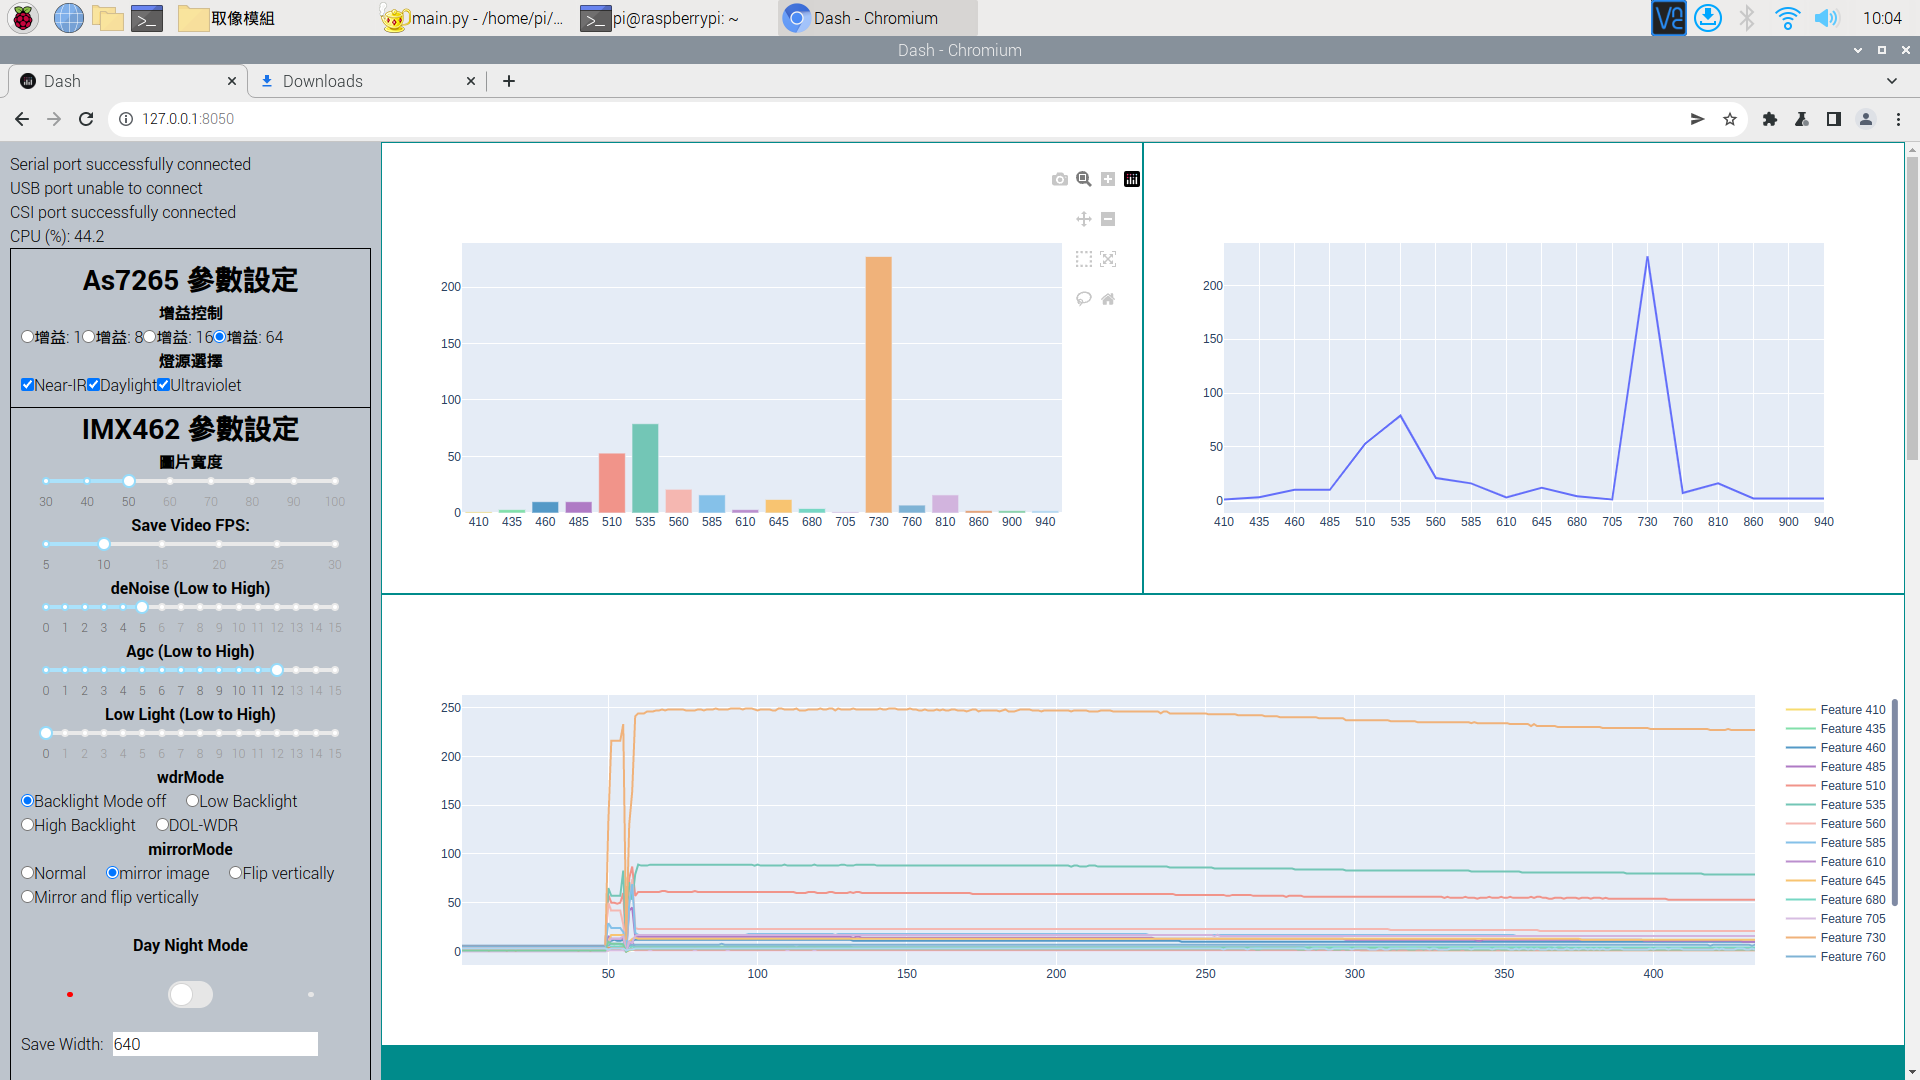 取像模組
main.py - /home/pi/...
pi@raspberrypi: ~
Dash - Chromium
10:04
Dash - Chromium
Dash
Downloads
127.0.0.1:8050
Serial port successfully connected
USB port unable to connect
CSI port successfully connected
CPU (%): 44.2
As7265 參數設定
增益控制
增益: 1 增益: 8 增益: 16 增益: 64
燈源選擇
Near-IR Daylight Ultraviolet
IMX462 參數設定
圖片寬度
30 40 50 60 70 80 90 100
Save Video FPS:
5 10 15 20 25 30
deNoise (Low to High)
0 1 2 3 4 5 6 7 8 9 10 11 12 13 14 15
Agc (Low to High)
0 1 2 3 4 5 6 7 8 9 10 11 12 13 14 15
Low Light (Low to High)
0 1 2 3 4 5 6 7 8 9 10 11 12 13 14 15
wdrMode
Backlight Mode off Low Backlight
High Backlight DOL-WDR
mirrorMode
Normal mirror image Flip vertically
Mirror and flip vertically
Day Night Mode
Save Width: 640
200
150
100
50
0
410 435 460 485 510 535 560 585 610 645 680 705 730 760 810 860 900 940
200
150
100
50
0
410 435 460 485 510 535 560 585 610 645 680 705 730 760 810 860 900 940
250
200
150
100
50
0
50 100 150 200 250 300 350 400
Feature 410
Feature 435
Feature 460
Feature 485
Feature 510
Feature 535
Feature 560
Feature 585
Feature 610
Feature 645
Feature 680
Feature 705
Feature 730
Feature 760